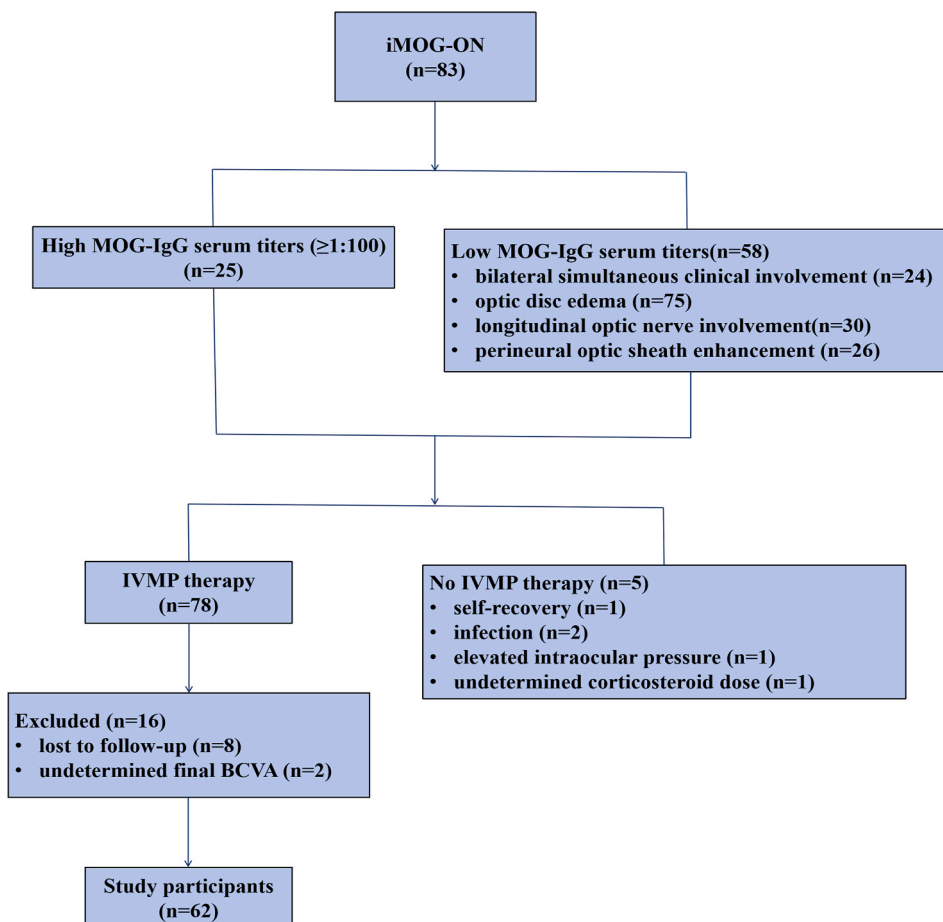 iMOG-ON
(n=83)
High MOG-IgG serum titers (≥1:100)
(n=25)
Low MOG-IgG serum titers(n=58)
• bilateral simultaneous clinical involvement (n=24)
• optic disc edema (n=75)
• longitudinal optic nerve involvement(n=30)
• perineural optic sheath enhancement (n=26)
IVMP therapy
(n=78)
No IVMP therapy (n=5)
• self-recovery (n=1)
• infection (n=2)
• elevated intraocular pressure (n=1)
• undetermined corticosteroid dose (n=1)
Excluded (n=16)
• lost to follow-up (n=8)
• undetermined final BCVA (n=2)
Study participants
(n=62)